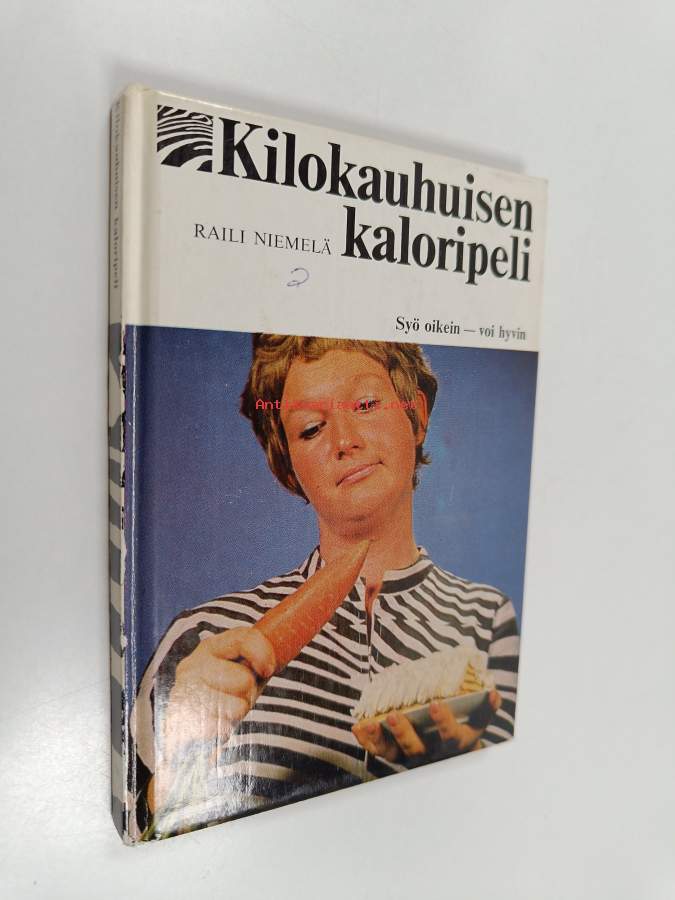 Kilokauhuisen
kaloripeli
RAILI NIEMELÄ
2
Syö oikein — voi hyvin
Kilokauhuisen kaloripeli